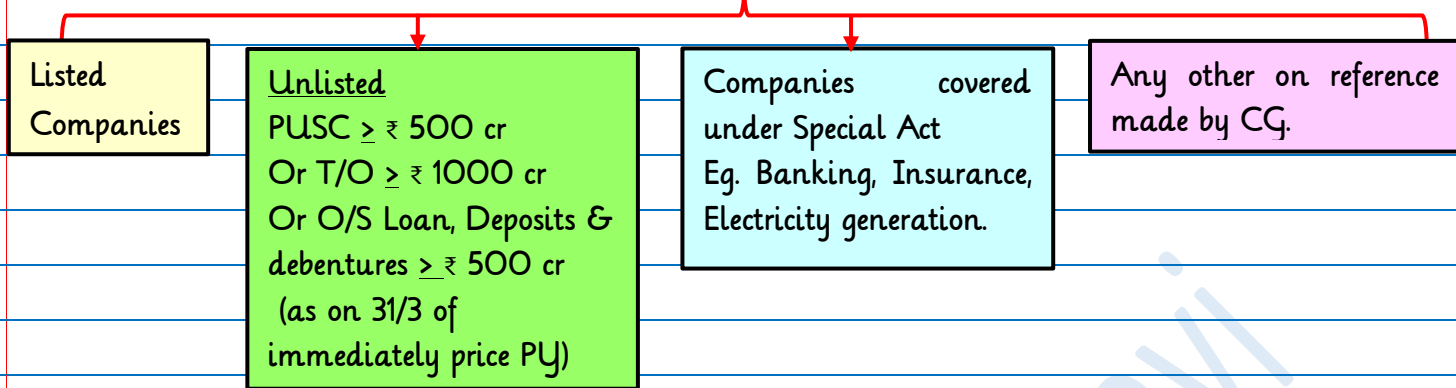 Listed
Companies
Unlisted
PUSC ≥ ₹ 500 cr
Or T/O ≥ ₹ 1000 cr
Or O/S Loan, Deposits &
debentures ≥ ₹ 500 cr
(as on 31/3 of
immediately price PY)
Companies covered
under Special Act
Eg. Banking, Insurance,
Electricity generation.
Any other on reference
made by CG.